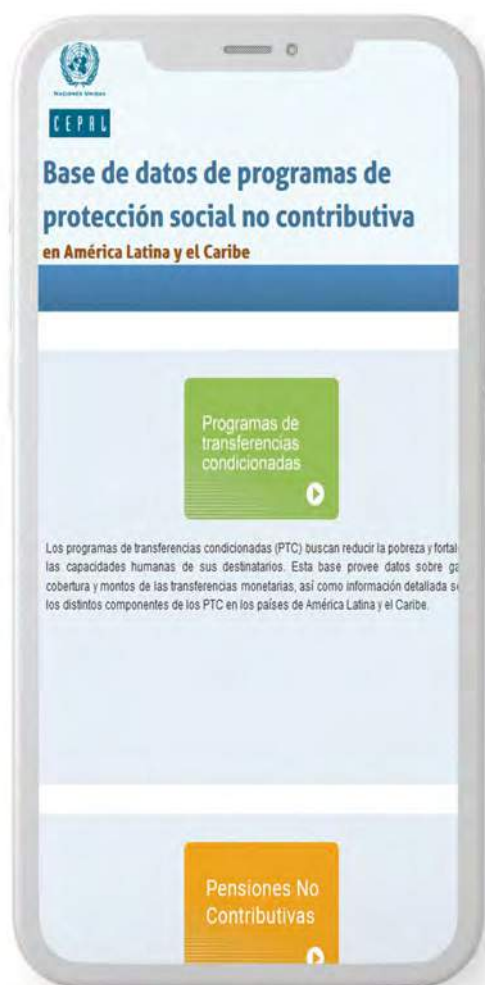 NACIONES UNIDAS
CEPAL
Base de datos de programas de
protección social no contributiva
en América Latina y el Caribe
Programas de
transferencias
condicionadas
Los programas de transferencias condicionadas (PTC) buscan reducir la pobreza y fortal
las capacidades humanas de sus destinatarios. Esta base provee datos sobre ga
cobertura y montos de las transferencias monetarias, así como información detallada s
los distintos componentes de los PTC en los países de América Latina y el Caribe.
Pensiones No
Contributivas